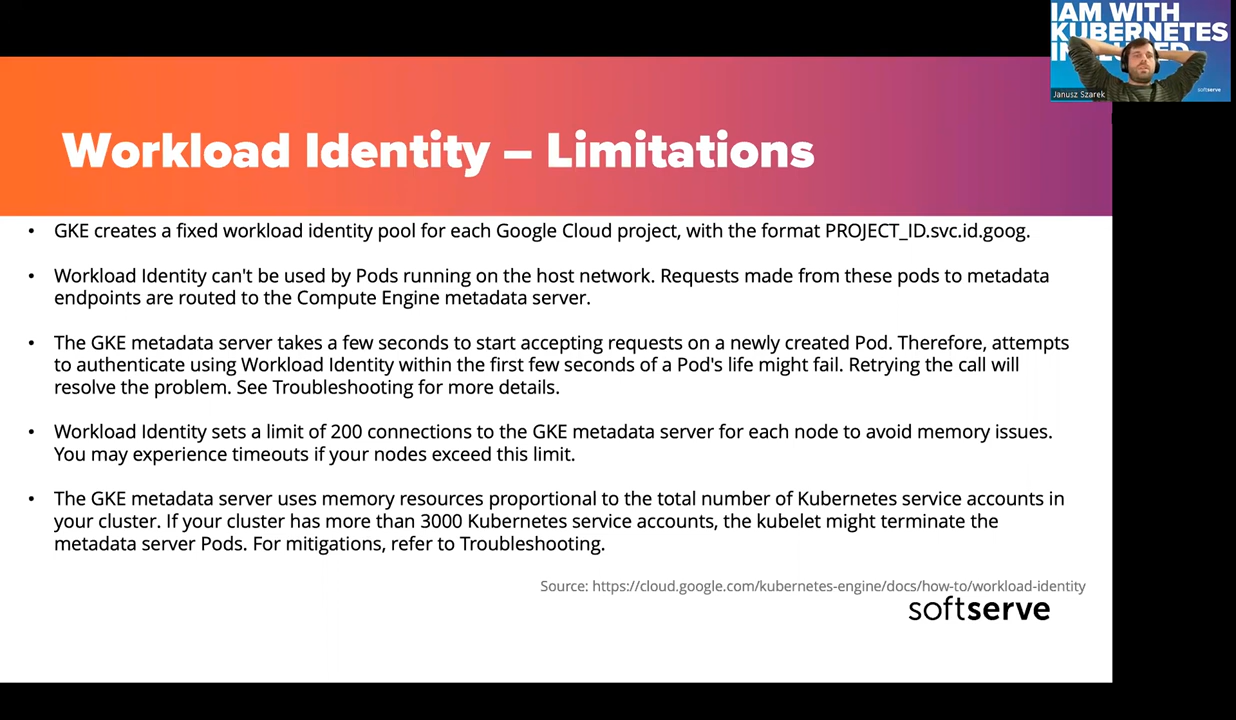 IAM WITH
KUBERNETES
Janusz Szarek
softserve
Workload Identity – Limitations
• GKE creates a fixed workload identity pool for each Google Cloud project, with the format PROJECT_ID.svc.id.goog.
• Workload Identity can't be used by Pods running on the host network. Requests made from these pods to metadata
endpoints are routed to the Compute Engine metadata server.
• The GKE metadata server takes a few seconds to start accepting requests on a newly created Pod. Therefore, attempts
to authenticate using Workload Identity within the first few seconds of a Pod's life might fail. Retrying the call will
resolve the problem. See Troubleshooting for more details.
• Workload Identity sets a limit of 200 connections to the GKE metadata server for each node to avoid memory issues.
You may experience timeouts if your nodes exceed this limit.
• The GKE metadata server uses memory resources proportional to the total number of Kubernetes service accounts in
your cluster. If your cluster has more than 3000 Kubernetes service accounts, the kubelet might terminate the
metadata server Pods. For mitigations, refer to Troubleshooting.
Source: https://cloud.google.com/kubernetes-engine/docs/how-to/workload-identity
softserve